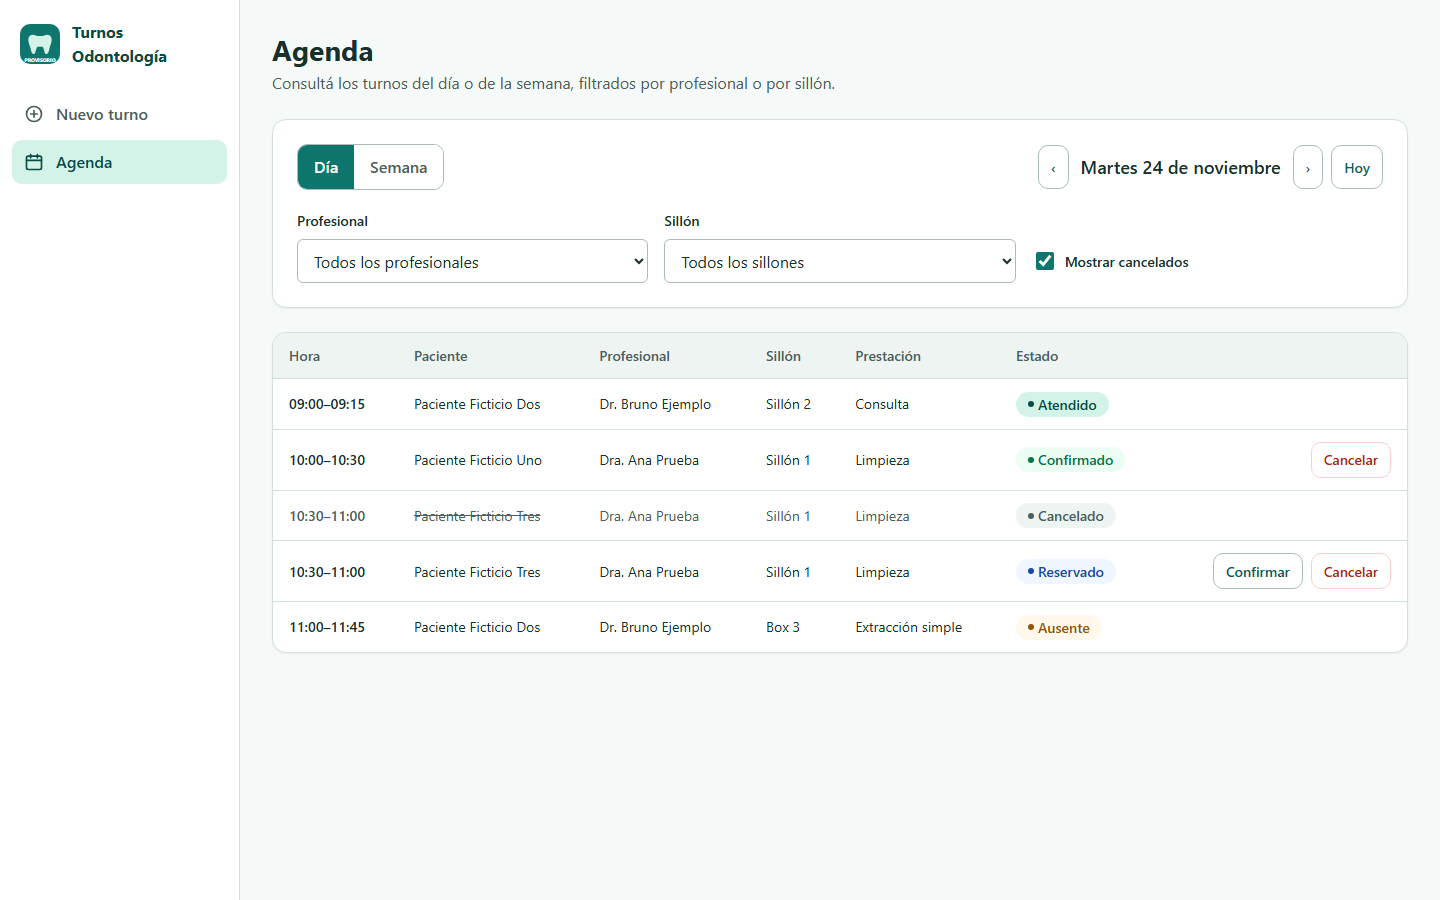 Turnos
Odontología
PROVISORIO
Nuevo turno
Agenda
Agenda
Consultá los turnos del día o de la semana, filtrados por profesional o por sillón.
Día Semana ‹ Martes 24 de noviembre › Hoy
Profesional Sillón
Todos los profesionales Todos los sillones Mostrar cancelados
Hora Paciente Profesional Sillón Prestación Estado
09:00–09:15 Paciente Ficticio Dos Dr. Bruno Ejemplo Sillón 2 Consulta Atendido
10:00–10:30 Paciente Ficticio Uno Dra. Ana Prueba Sillón 1 Limpieza Confirmado Cancelar
10:30–11:00 Paciente Ficticio Tres Dra. Ana Prueba Sillón 1 Limpieza Cancelado
10:30–11:00 Paciente Ficticio Tres Dra. Ana Prueba Sillón 1 Limpieza Reservado Confirmar Cancelar
11:00–11:45 Paciente Ficticio Dos Dr. Bruno Ejemplo Box 3 Extracción simple Ausente